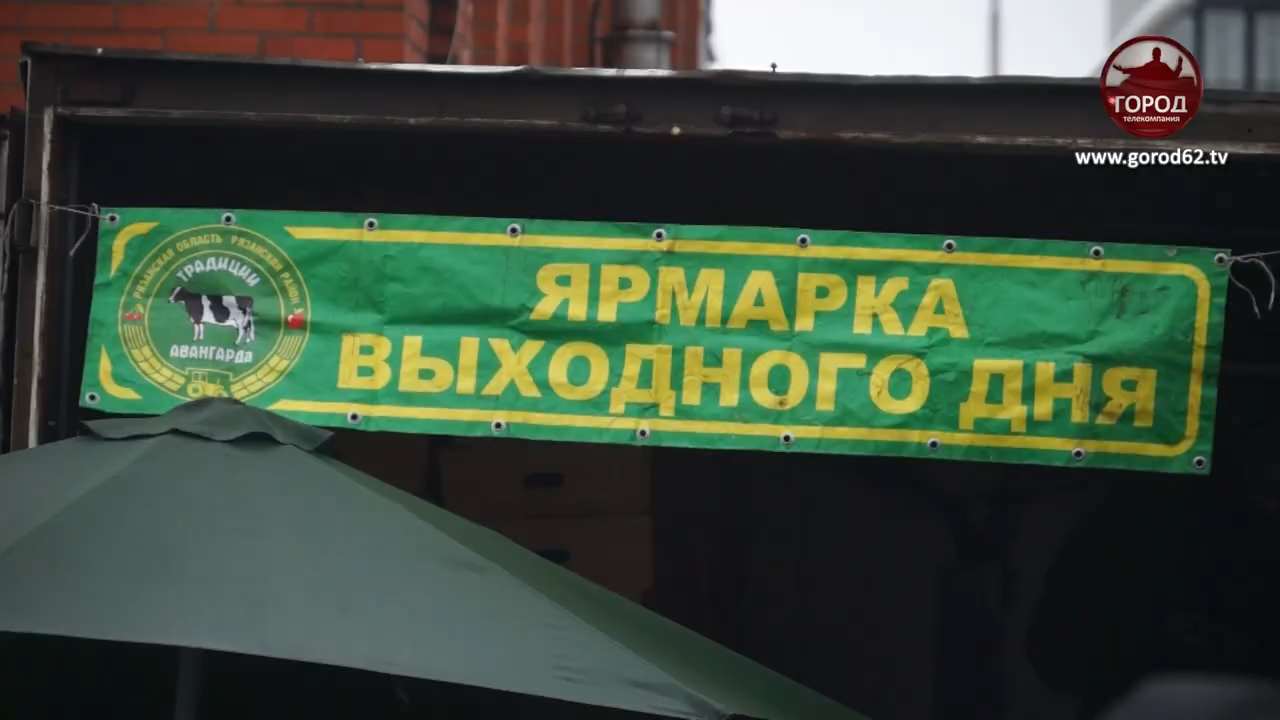 ГОРОД
телекомпания
www.gorod62.tv
РЯЗАНСКАЯ ОБЛАСТЬ РЯЗАНСКИЙ РАЙОН
ТРАДИЦИИ
АВАНГАРДа
ЯРМАРКА
ВЫХОДНОГО ДНЯ